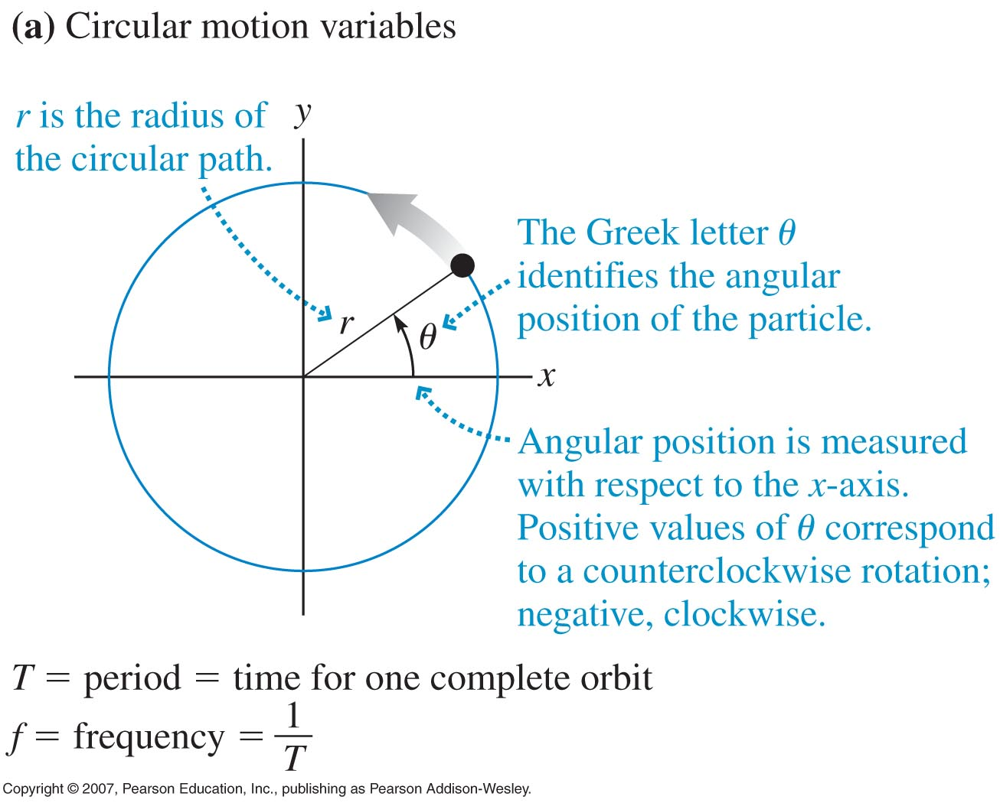 (a) Circular motion variables
r is the radius of
the circular path.
y
The Greek letter θ
identifies the angular
position of the particle.
r
θ
x
Angular position is measured
with respect to the x-axis.
Positive values of θ correspond
to a counterclockwise rotation;
negative, clockwise.
T = period = time for one complete orbit
f = frequency = 1/T
Copyright © 2007, Pearson Education, Inc., publishing as Pearson Addison-Wesley.